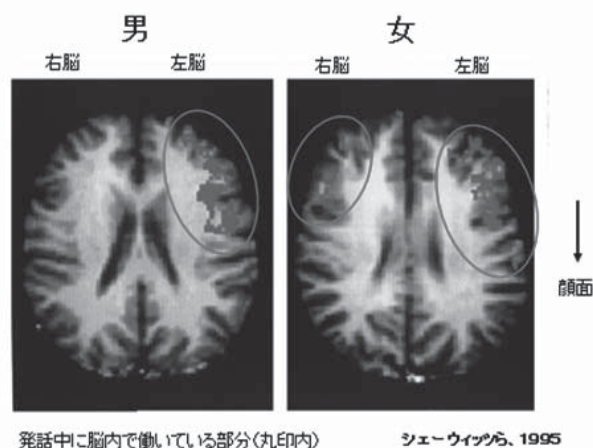 男 女
右脳 左脳 右脳 左脳
顔面
発話中に脳内で働いている部分(丸印内) シェーウィッツら、1995